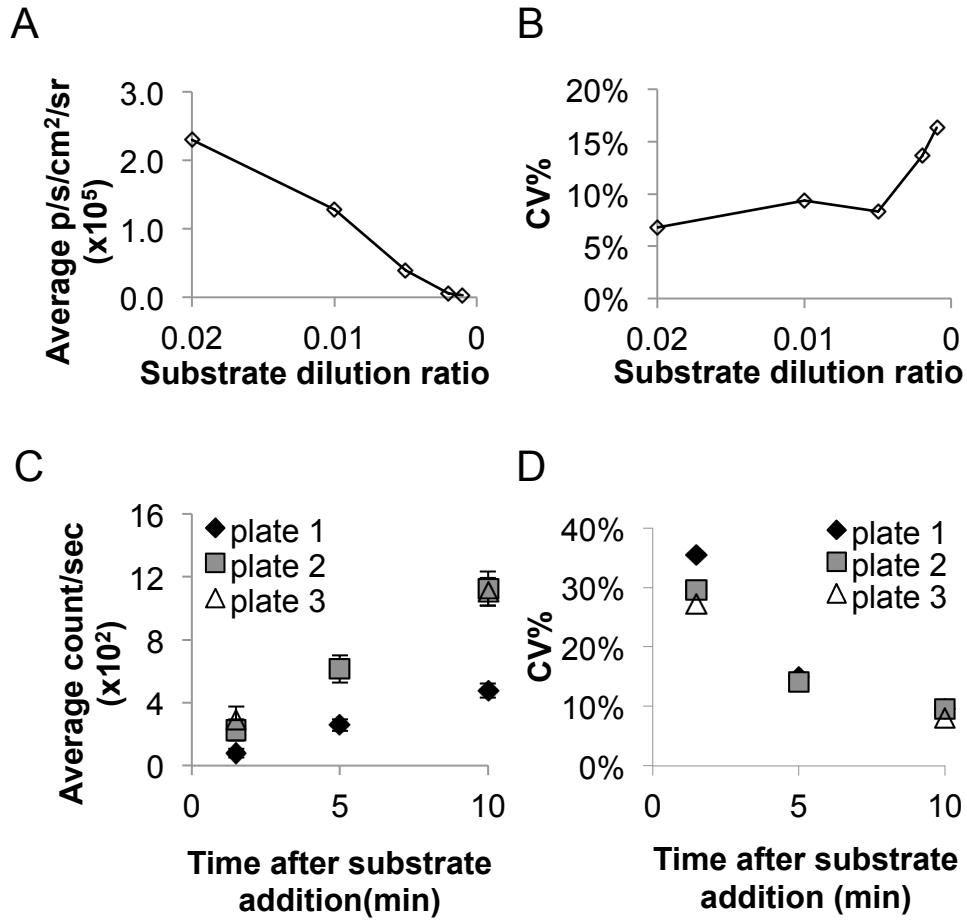 A
Average p/s/cm²/sr
(x10⁵)
3.0
2.0
1.0
0.0
0.02
0.01
0
Substrate dilution ratio
B
CV%
20%
15%
10%
5%
0%
0.02
0.01
0
Substrate dilution ratio
C
Average count/sec
(x10²)
16
12
8
4
0
plate 1
plate 2
plate 3
0
5
10
Time after substrate
addition(min)
D
CV%
40%
30%
20%
10%
0%
plate 1
plate 2
plate 3
0
5
10
Time after substrate
addition (min)